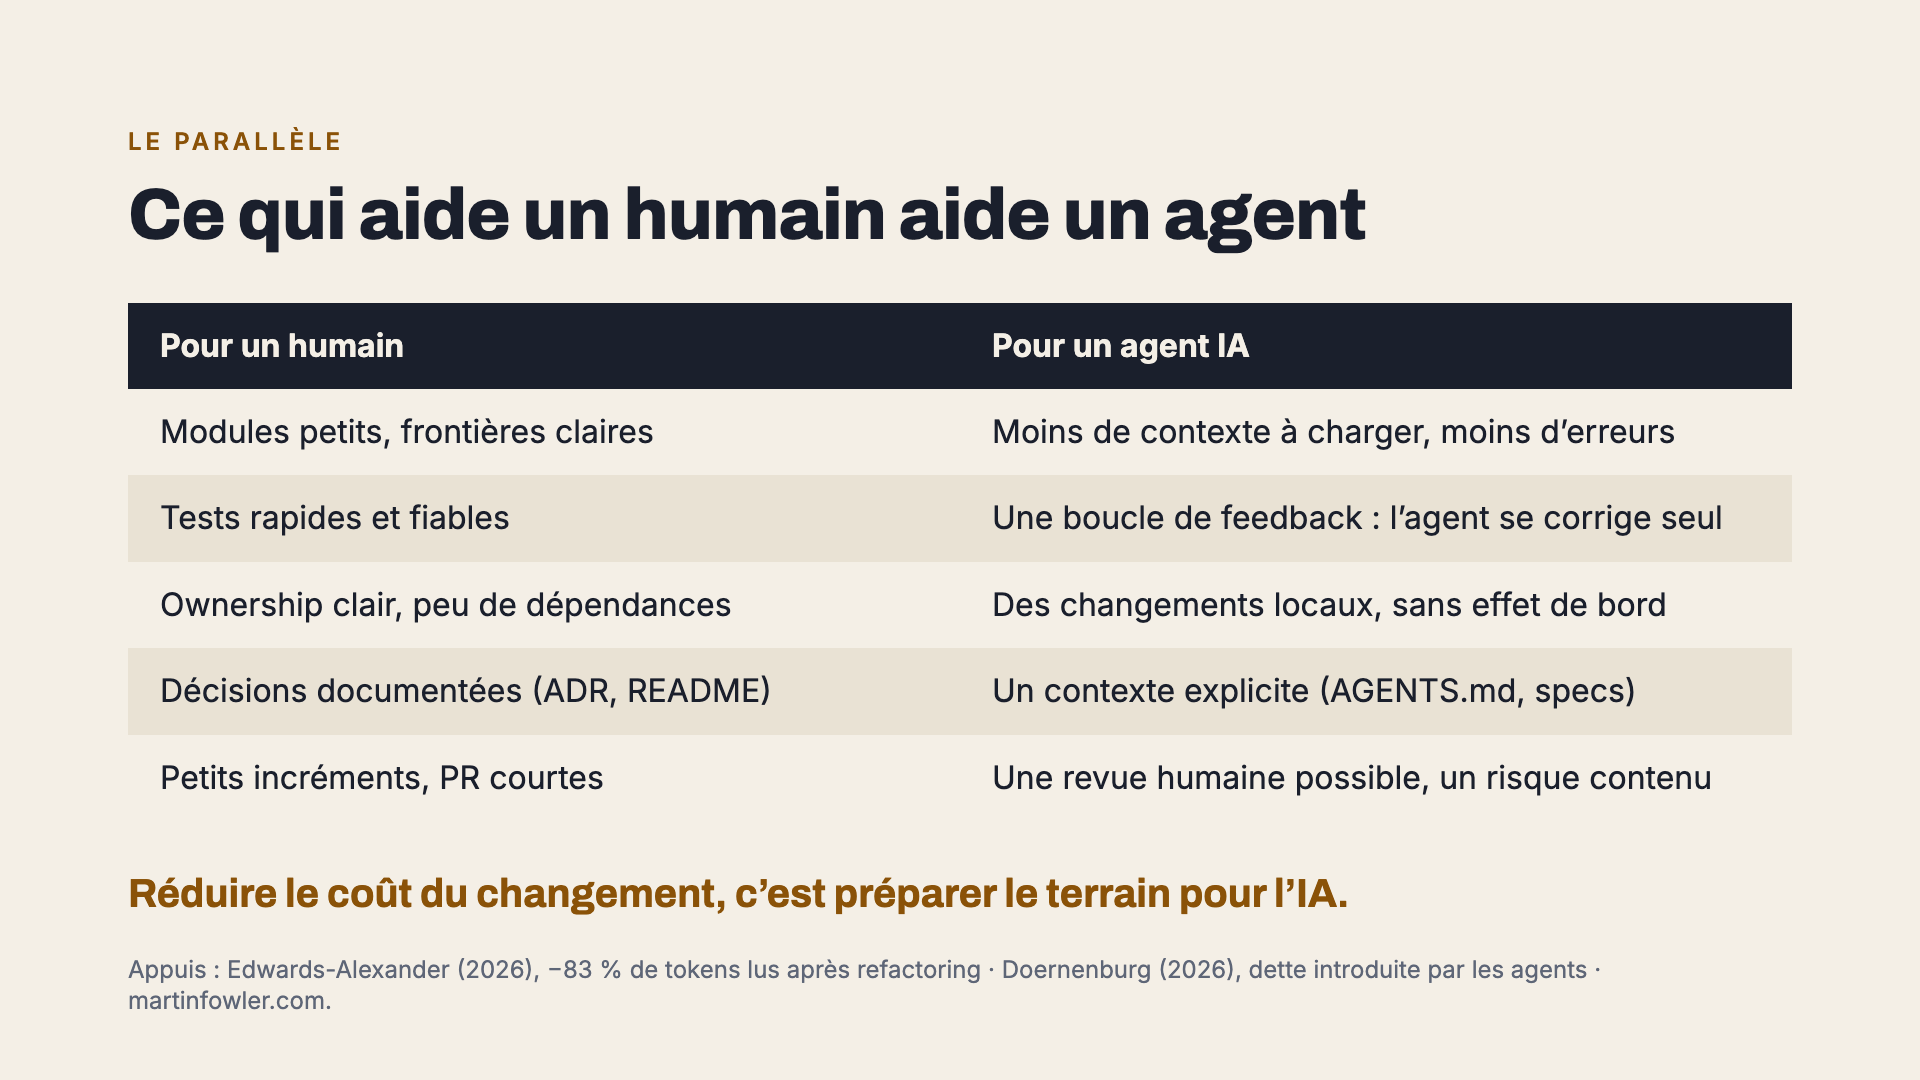 LE PARALLÈLE
Ce qui aide un humain aide un agent
Pour un humain
Pour un agent IA
Modules petits, frontières claires
Moins de contexte à charger, moins d’erreurs
Tests rapides et fiables
Une boucle de feedback : l’agent se corrige seul
Ownership clair, peu de dépendances
Des changements locaux, sans effet de bord
Décisions documentées (ADR, README)
Un contexte explicite (AGENTS.md, specs)
Petits incréments, PR courtes
Une revue humaine possible, un risque contenu
Réduire le coût du changement, c’est préparer le terrain pour l’IA.
Appuis : Edwards-Alexander (2026), −83 % de tokens lus après refactoring · Doernenburg (2026), dette introduite par les agents ·
martinfowler.com.